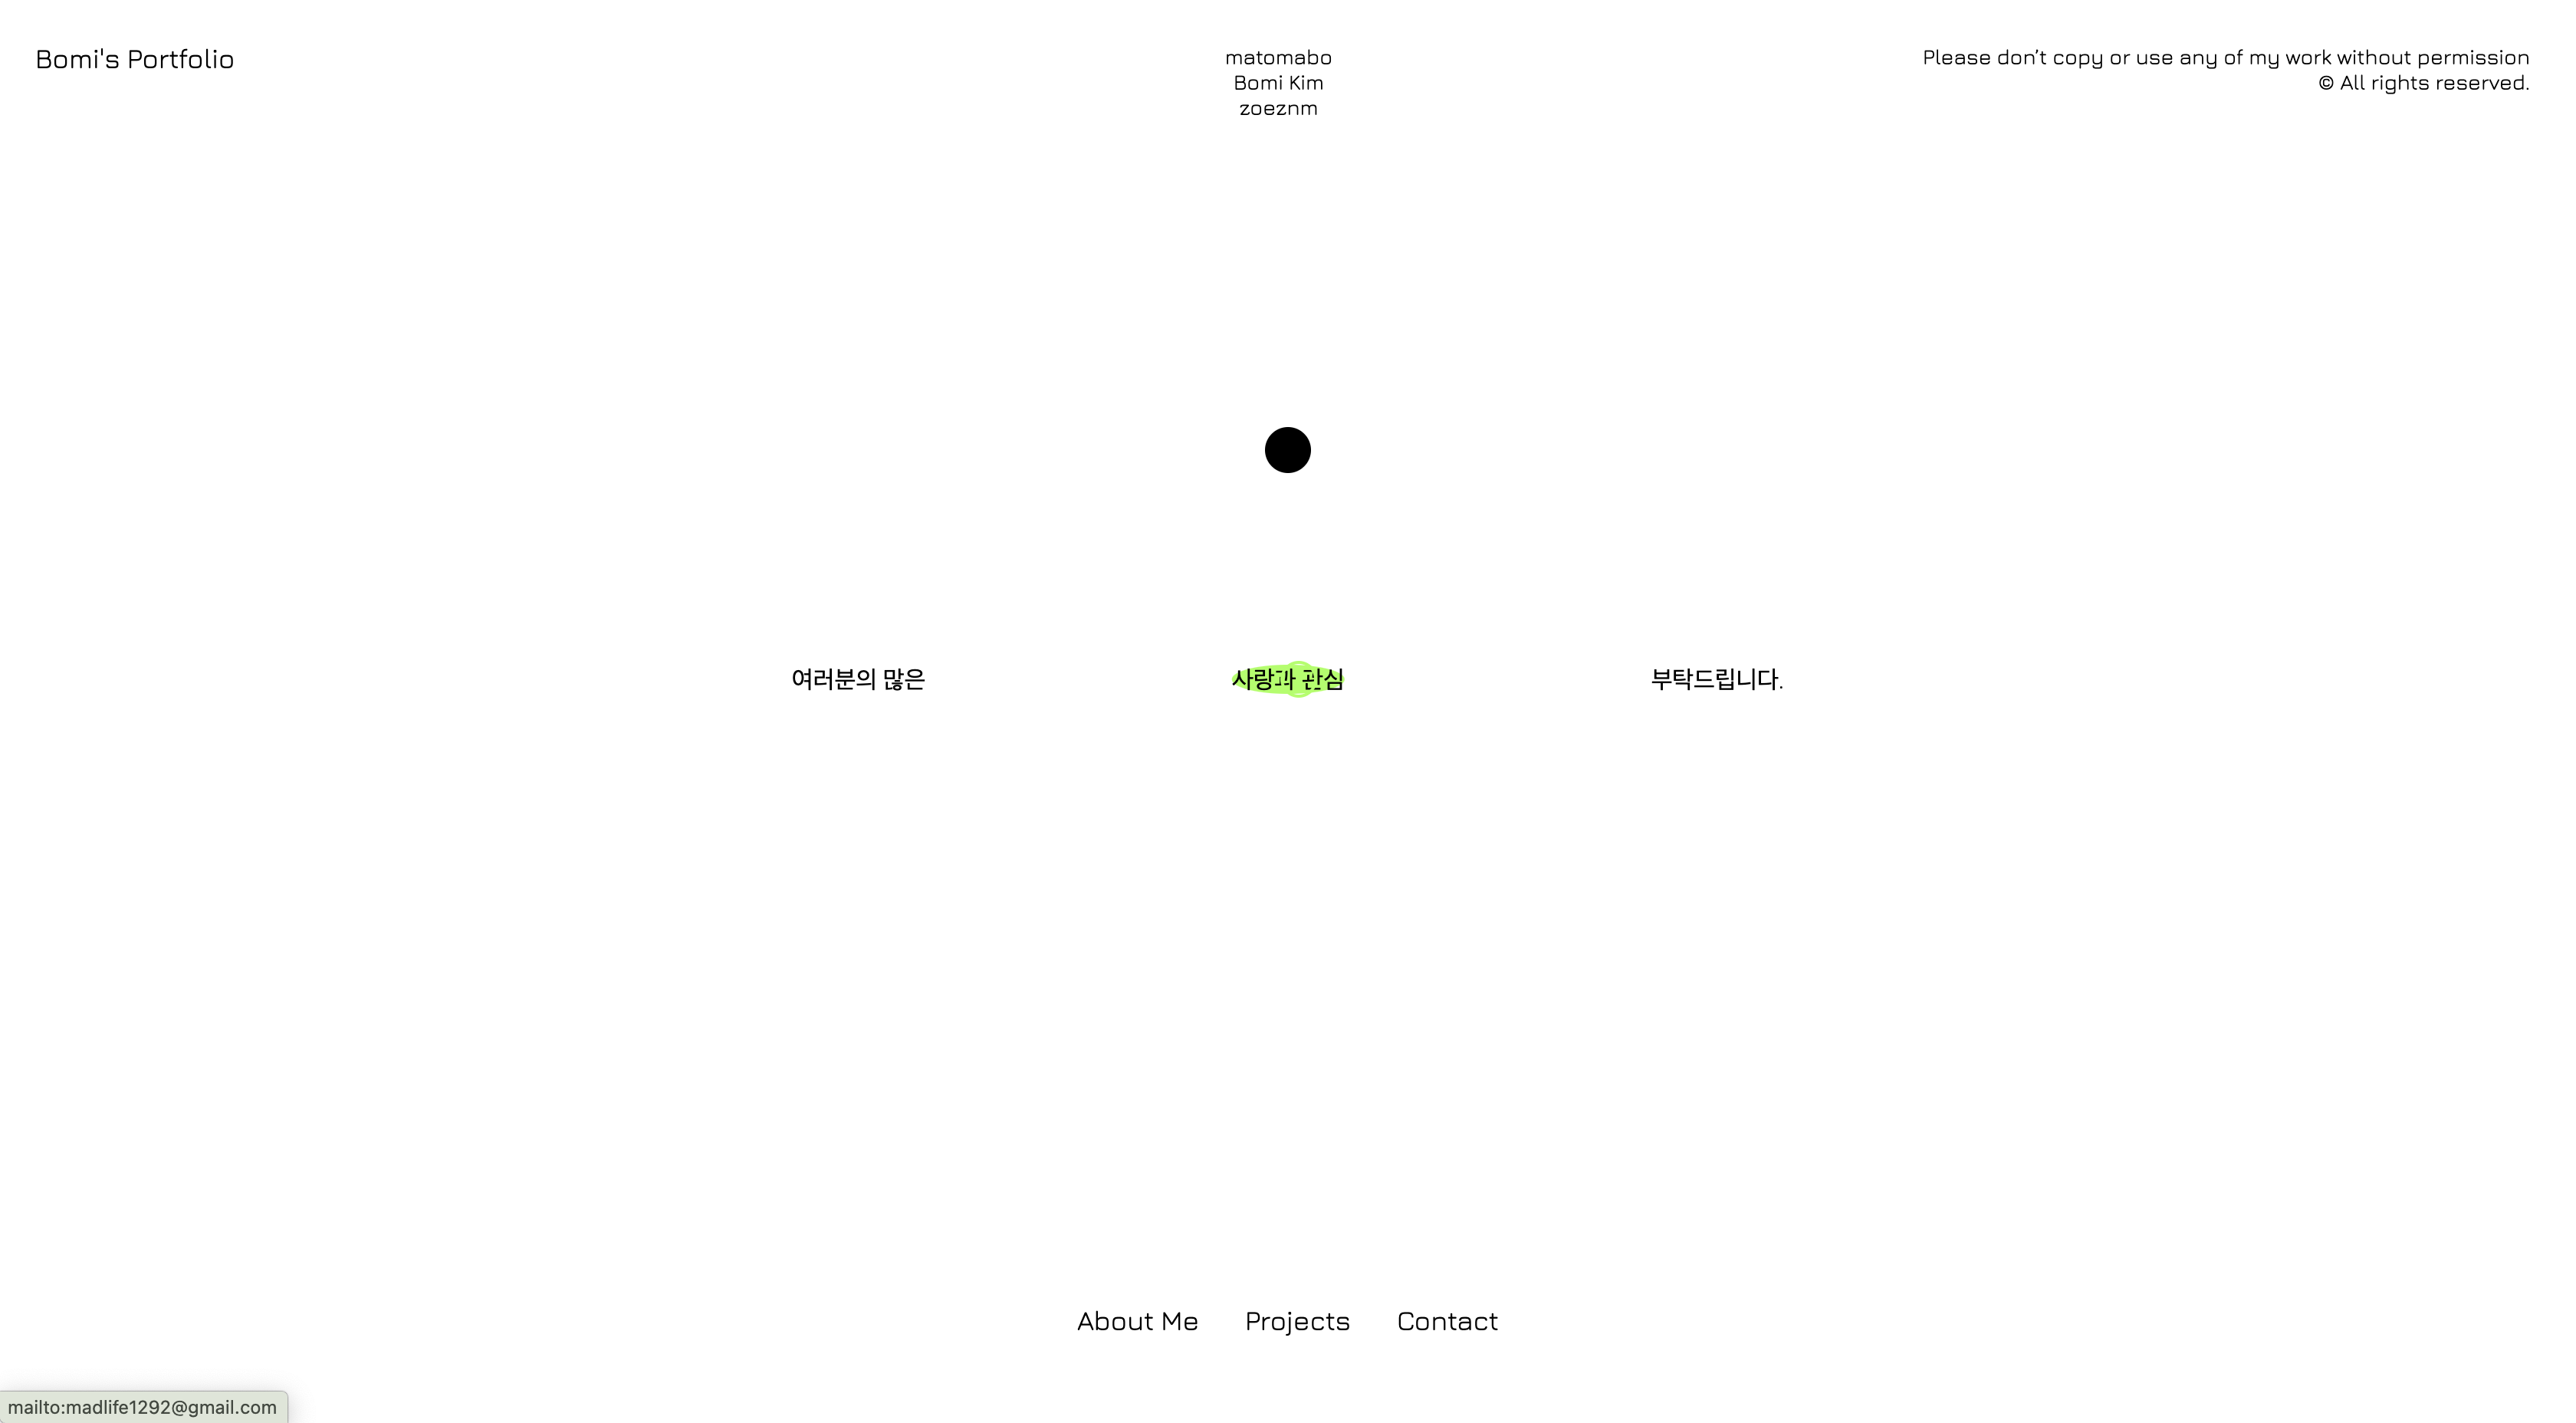 Bomi's Portfolio
matomabo
Bomi Kim
zoeznm
Please don’t copy or use any of my work without permission
© All rights reserved.
여러분의 많은
사랑과 관심
부탁드립니다.
About Me
Projects
Contact
mailto:madlife1292@gmail.com